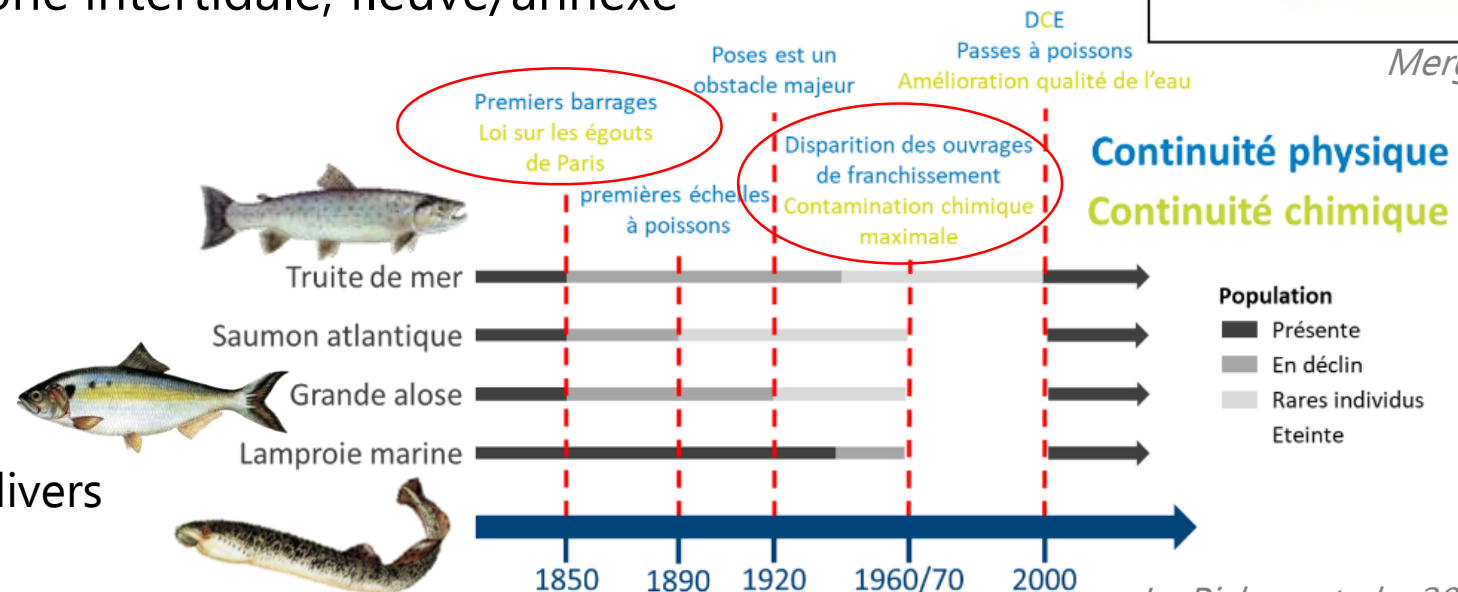 fleuve/annexe
DCE
Passes à poissons
Amélioration qualité de l'eau
Poses est un
obstacle majeur
Premiers barrages
Loi sur les égouts
de Paris
Disparition des ouvrages
de franchissement
Contamination chimique
maximale
premières échelles
à poissons
Continuité physique
Continuité chimique
Truite de mer
Saumon atlantique
Grande alose
Lamproie marine
Population
Présente
En déclin
Rares individus
Eteinte
1850
1890
1920
1960/70
2000